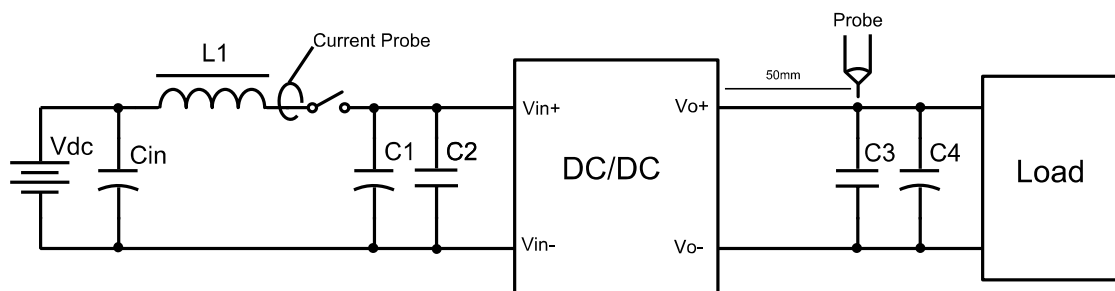 Probe
Current Probe
L1
50mm
Vin+
Vo+
Vdc
Cin
C1
C2
DC/DC
C3
C4
Load
Vin-
Vo-